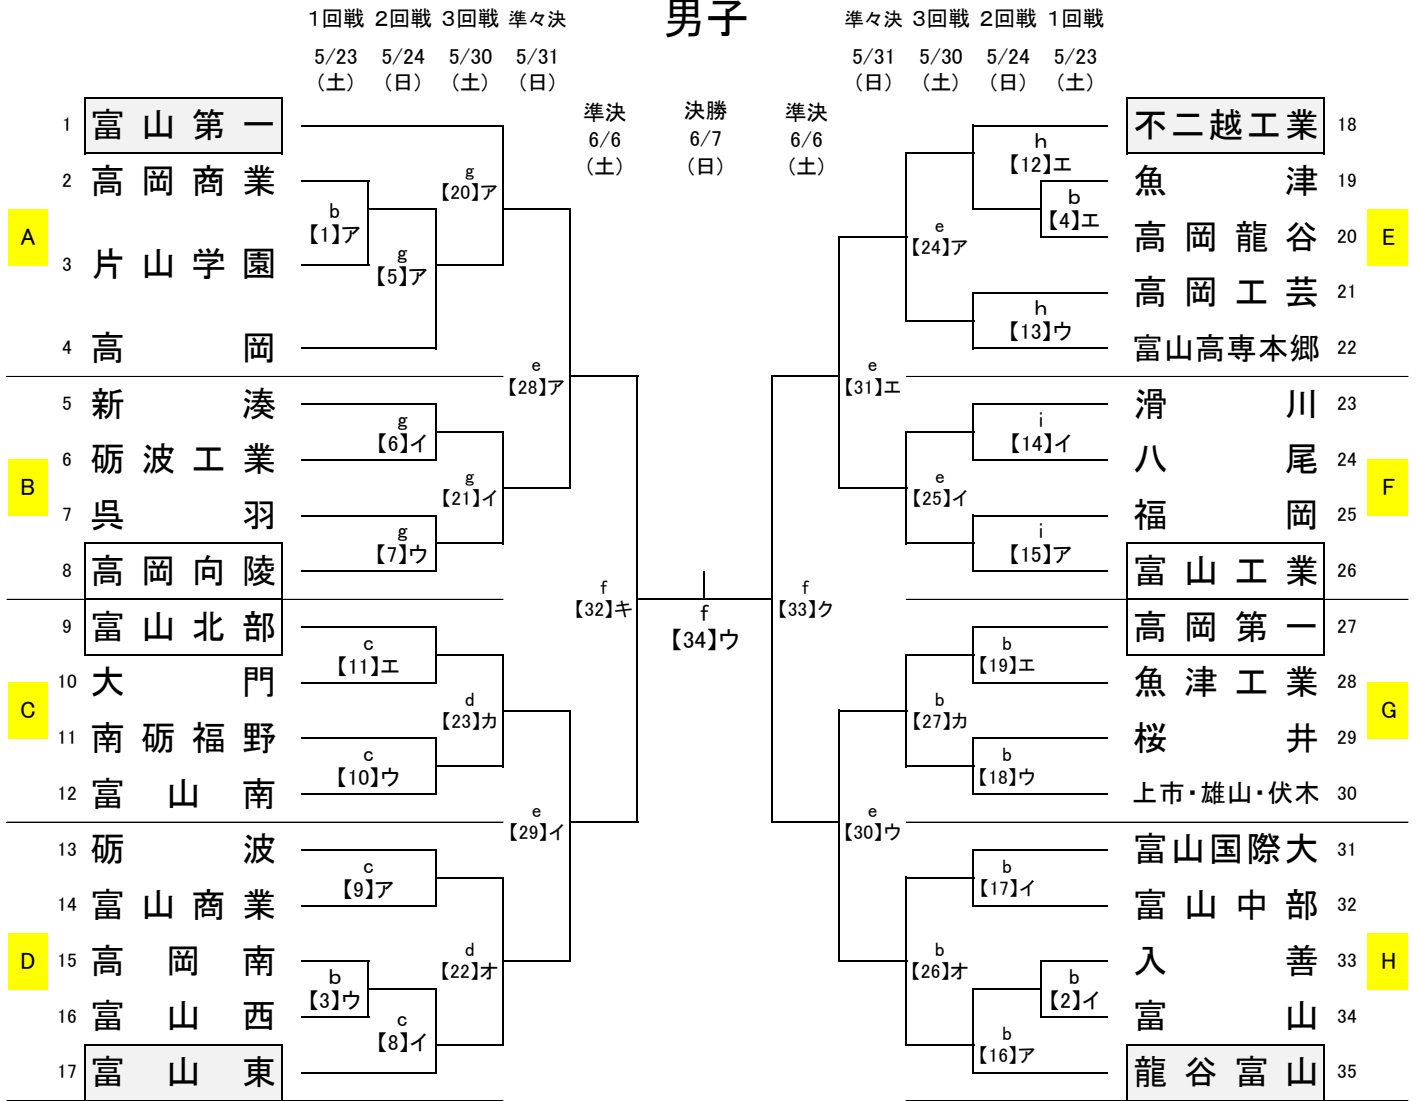 男子
1回戦 2回戦 3回戦 準々決
5/23 5/24 5/30 5/31
（土） （日） （土） （日）
準決 決勝 準決
6/6 6/7 6/6
（土） （日） （土）
準々決 3回戦 2回戦 1回戦
5/31 5/30 5/24 5/23
（日） （土） （日） （土）
A
1 富山第一
2 高岡商業
3 片山学園
4 高岡
B
5 新湊
6 砺波工業
7 呉羽
8 高岡向陵
C
9 富山北部
10 大門
11 南砺福野
12 富山南
D
13 砺波
14 富山商業
15 高岡南
16 富山西
17 富山東
b
【1】ア
b
【3】ウ
g
【5】ア
g
【6】イ
g
【7】ウ
c
【11】エ
c
【10】ウ
c
【9】ア
c
【8】イ
g
【20】ア
g
【21】イ
d
【23】カ
d
【22】オ
e
【28】ア
e
【29】イ
f
【32】キ
f
【34】ウ
f
【33】ク
e
【31】エ
e
【30】ウ
e
【24】ア
e
【25】イ
b
【27】カ
b
【26】オ
h
【12】エ
h
【13】ウ
i
【14】イ
i
【15】ア
b
【19】エ
b
【18】ウ
b
【17】イ
b
【16】ア
b
【4】エ
b
【2】イ
不二越工業 18
魚津 19
高岡龍谷 20
高岡工芸 21
富山高専本郷 22
E
滑川 23
八尾 24
福岡 25
富山工業 26
F
高岡第一 27
魚津工業 28
桜井 29
上市・雄山・伏木 30
G
富山国際大 31
富山中部 32
入善 33
富山 34
龍谷富山 35
H